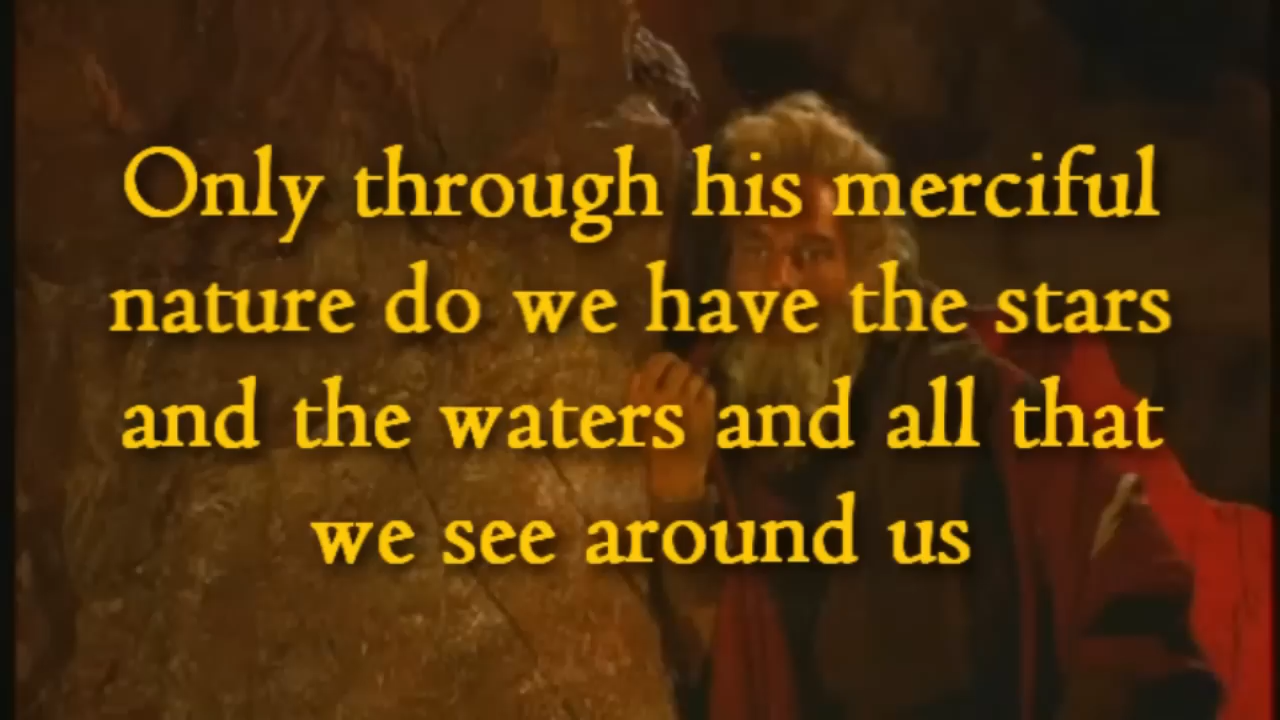 Only through his merciful
nature do we have the stars
and the waters and all that
we see around us